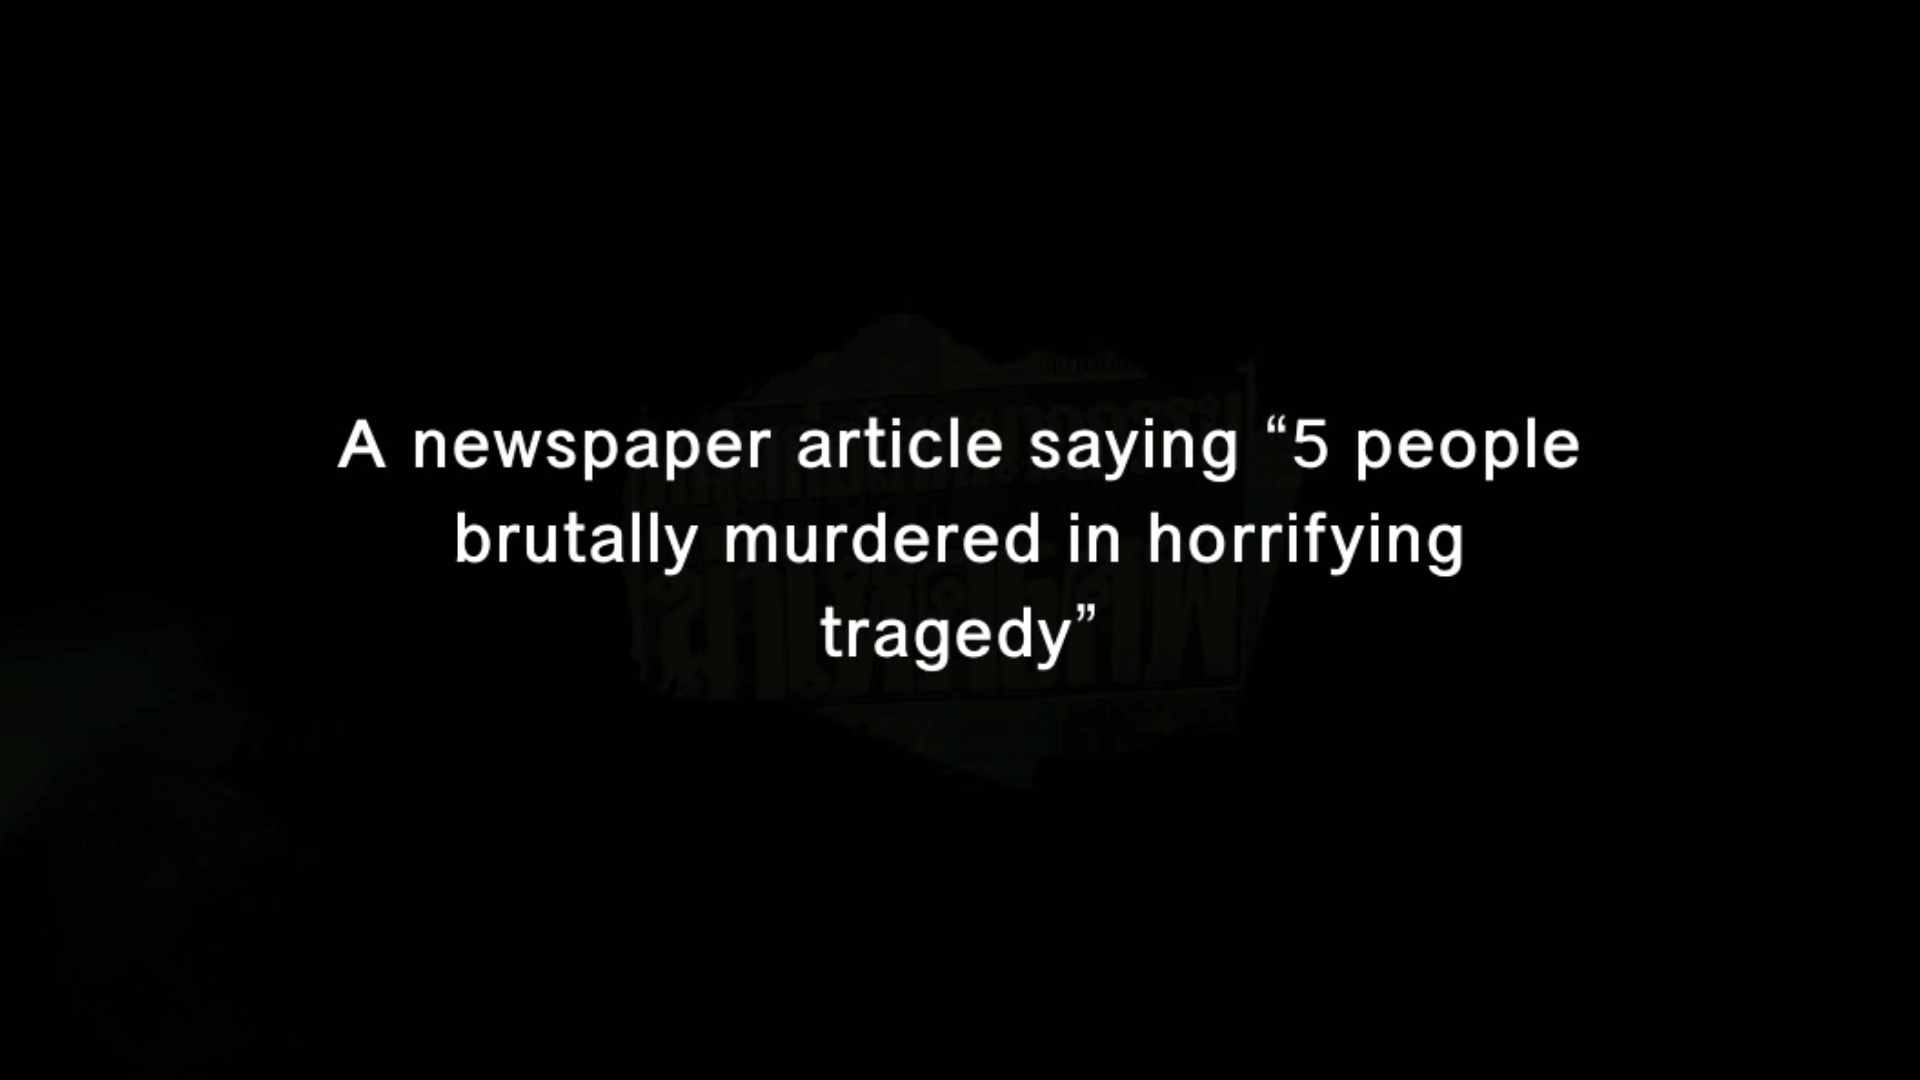 A newspaper article saying “5 people
brutally murdered in horrifying
tragedy”